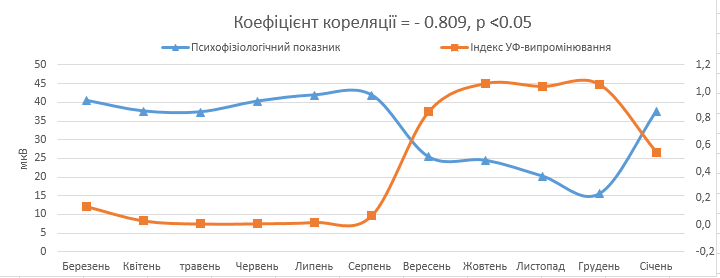 Коефіцієнт кореляції = - 0.809, p <0.05
Психофізіологічний показник Індекс УФ-випромінювання
50 1,2
45 1,0
40 0,8
35 0,6
30 0,4
25 0,2
20 0,0
15 -0,2
10
5
0
мкВ
Березень Квітень травень Червень Липень Серпень Вересень Жовтень Листопад Грудень Січень